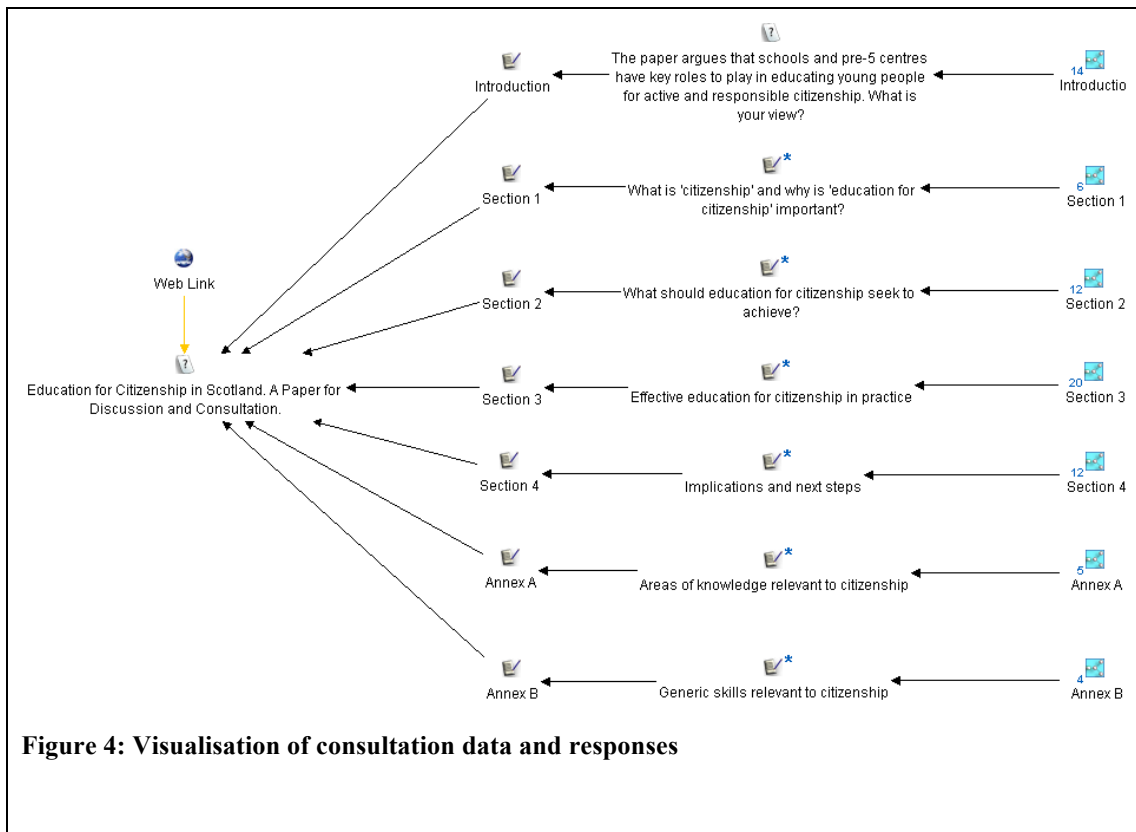 The paper argues that schools and pre-5 centres
have key roles to play in educating young people
for active and responsible citizenship. What is
your view?
Introduction
14
Introductio
*
What is 'citizenship' and why is 'education for
citizenship' important?
Section 1
6
Section 1
Web Link
*
What should education for citizenship seek to
achieve?
Section 2
12
Section 2
Education for Citizenship in Scotland. A Paper for
Discussion and Consultation.
*
Effective education for citizenship in practice
Section 3
20
Section 3
*
Implications and next steps
Section 4
12
Section 4
*
Areas of knowledge relevant to citizenship
Annex A
5
Annex A
*
Generic skills relevant to citizenship
Annex B
4
Annex B
Figure 4: Visualisation of consultation data and responses